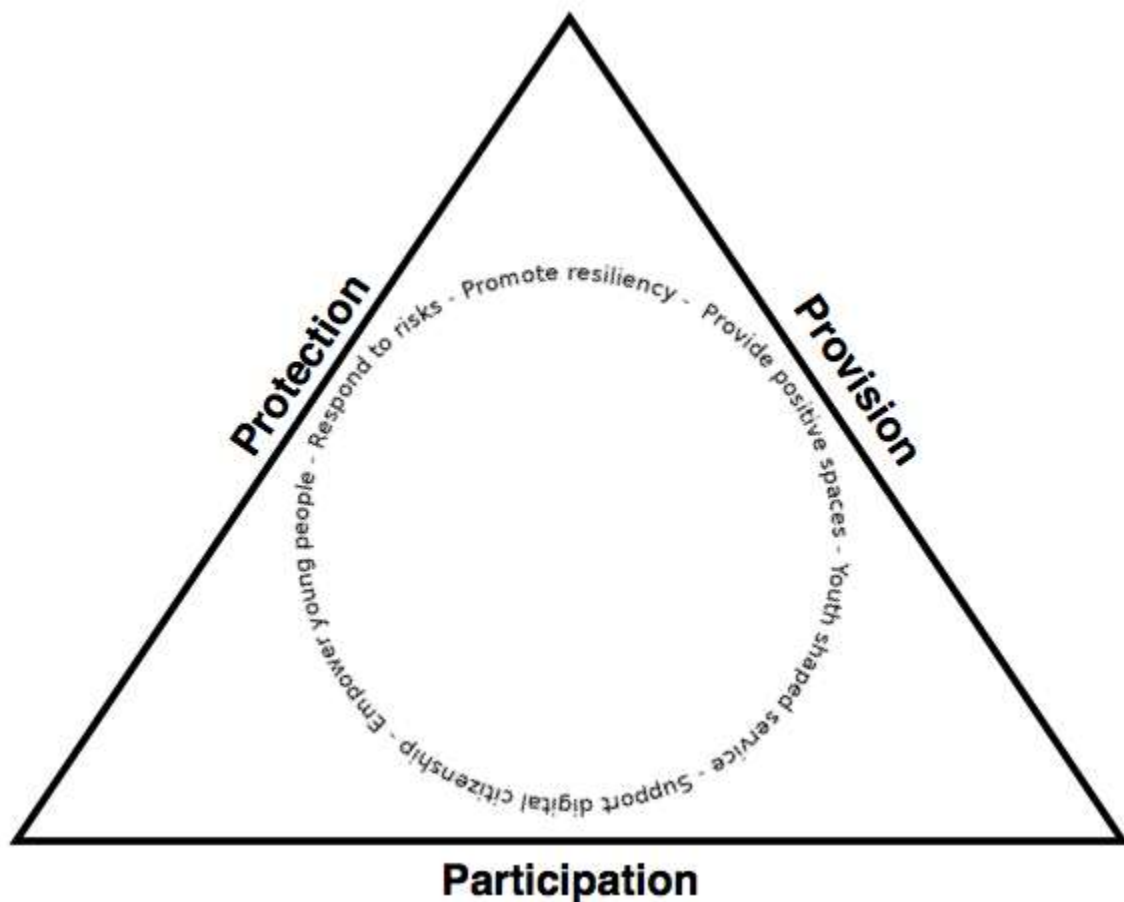 Protection
Provision
Respond to risks - Promote resiliency - Provide positive spaces - Youth shaped service - Support digital citizenship - Empower young people -
Participation